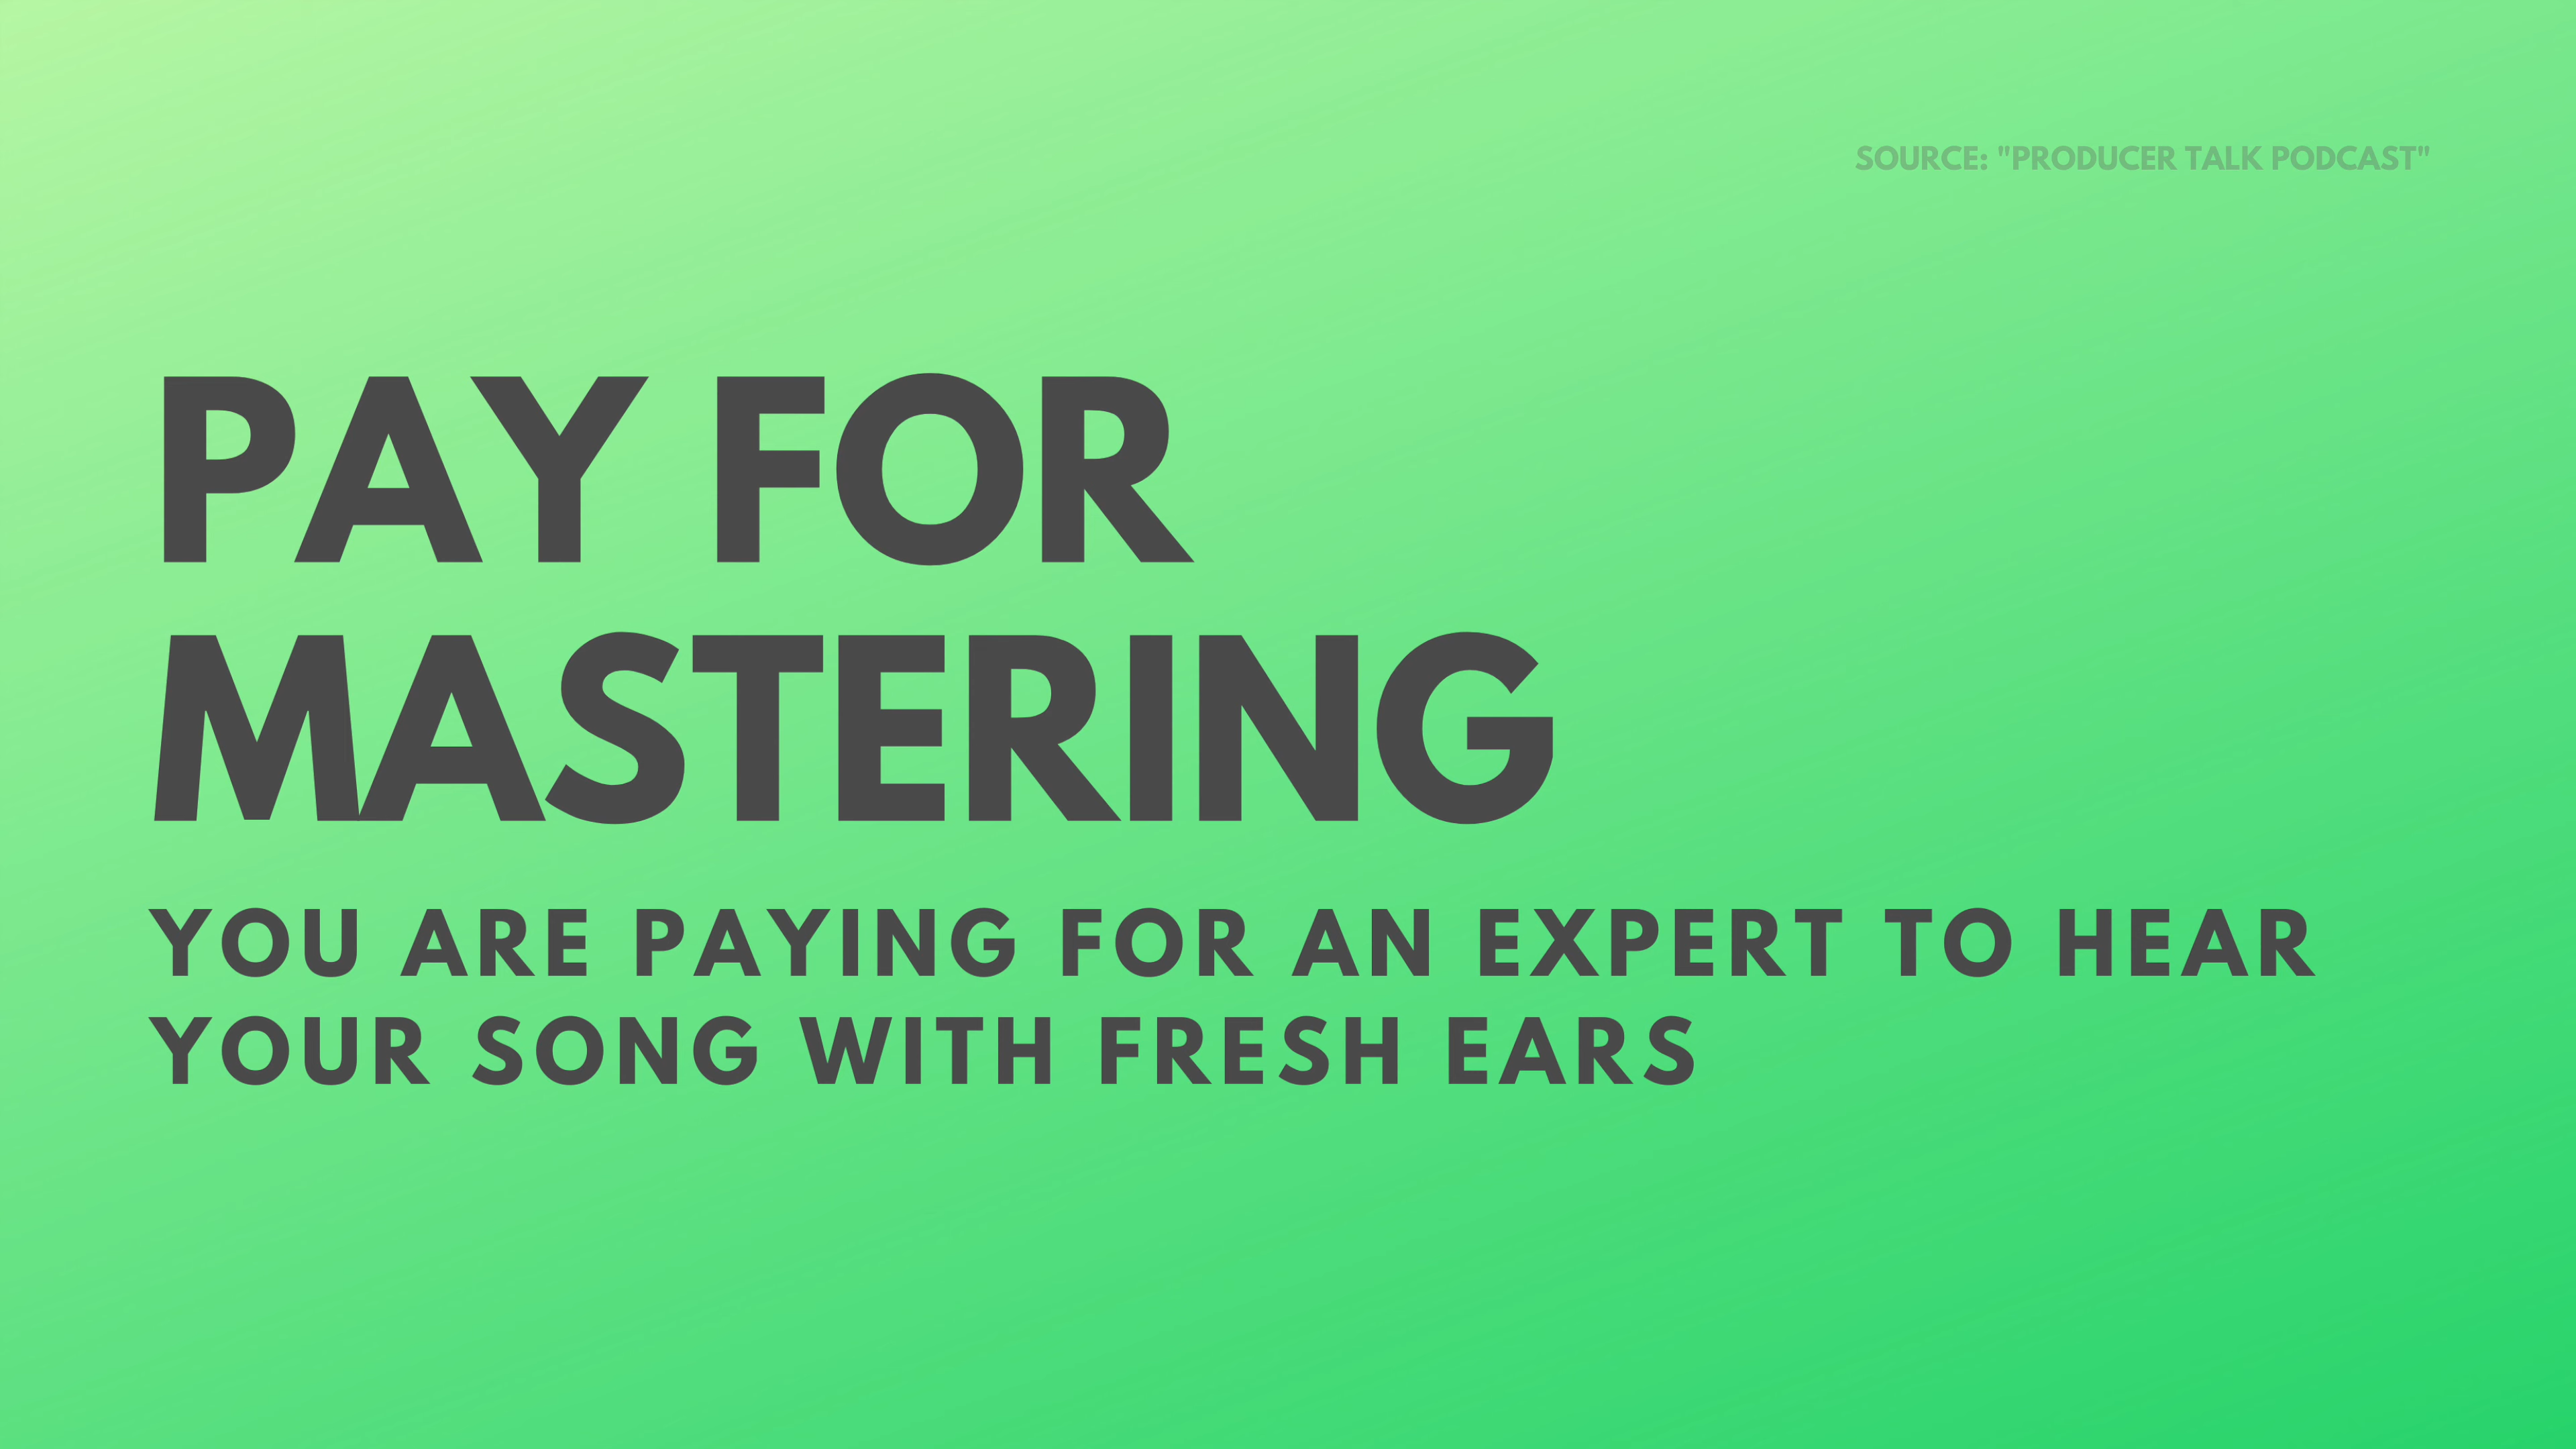 SOURCE: "PRODUCER TALK PODCAST"
PAY FOR
MASTERING
YOU ARE PAYING FOR AN EXPERT TO HEAR
YOUR SONG WITH FRESH EARS